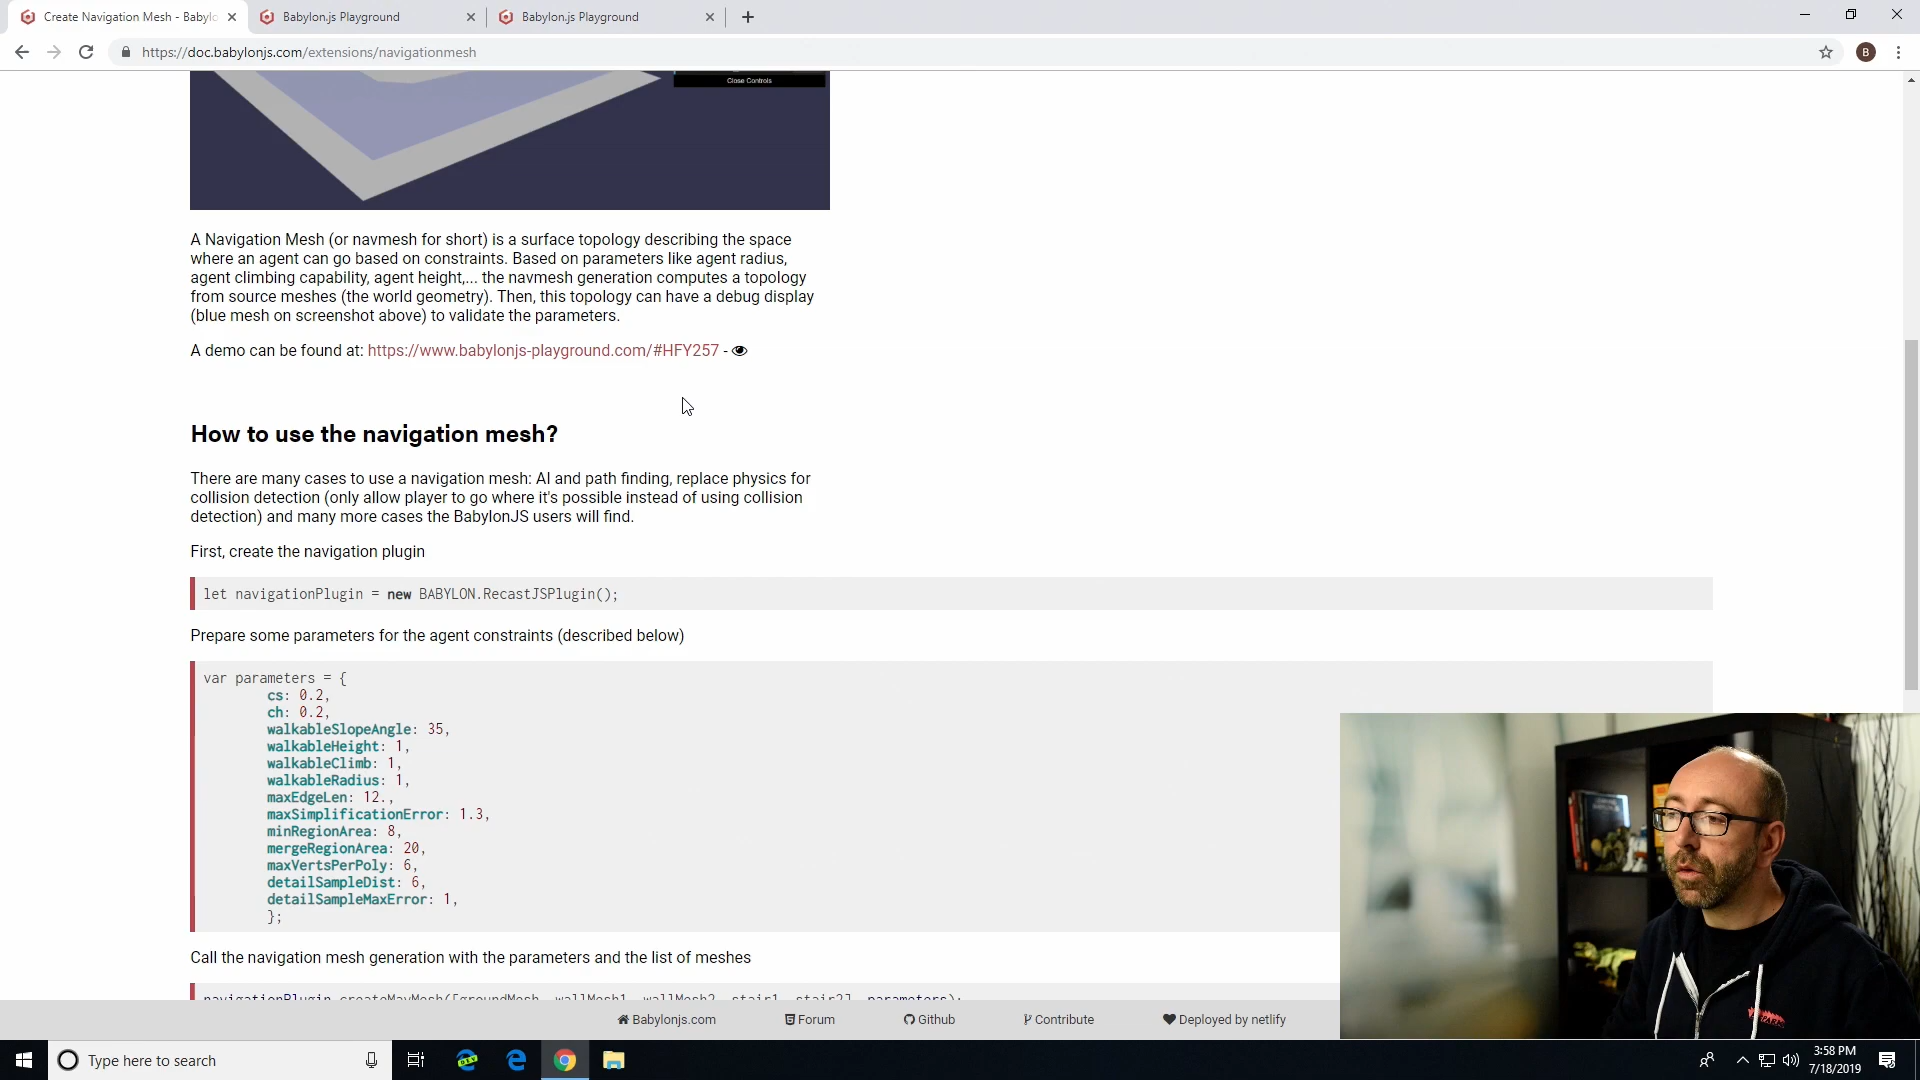 Create Navigation Mesh - Babylo
Babylon.js Playground
Babylon.js Playground
https://doc.babylonjs.com/extensions/navigationmesh
B
Close Controls
A Navigation Mesh (or navmesh for short) is a surface topology describing the space
where an agent can go based on constraints. Based on parameters like agent radius,
agent climbing capability, agent height,... the navmesh generation computes a topology
from source meshes (the world geometry). Then, this topology can have a debug display
(blue mesh on screenshot above) to validate the parameters.
A demo can be found at: https://www.babylonjs-playground.com/#HFY257 -
How to use the navigation mesh?
There are many cases to use a navigation mesh: AI and path finding, replace physics for
collision detection (only allow player to go where it's possible instead of using collision
detection) and many more cases the BabylonJS users will find.
First, create the navigation plugin
let navigationPlugin = new BABYLON.RecastJSPlugin();
Prepare some parameters for the agent constraints (described below)
var parameters = {
cs: 0.2,
ch: 0.2,
walkableSlopeAngle: 35,
walkableHeight: 1,
walkableClimb: 1,
walkableRadius: 1,
maxEdgeLen: 12.,
maxSimplificationError: 1.3,
minRegionArea: 8,
mergeRegionArea: 20,
maxVertsPerPoly: 6,
detailSampleDist: 6,
detailSampleMaxError: 1,
};
Call the navigation mesh generation with the parameters and the list of meshes
Babylonjs.com
Forum
Github
Contribute
Deployed by netlify
Type here to search
3:58 PM
7/18/2019